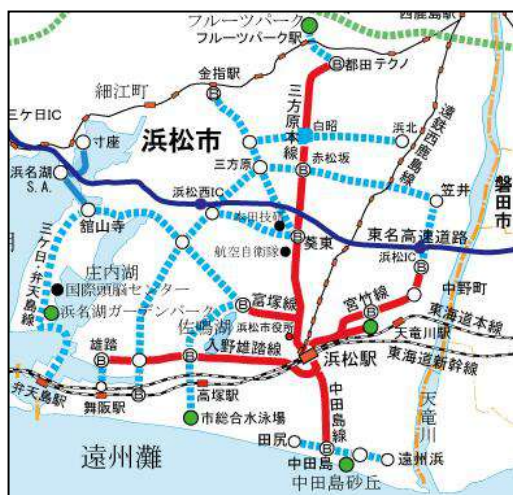 フルーツパーク
フルーツパーク駅
西鹿島駅
都田テクノ
金指駅
細江町
三ケ日IC
寸座
浜松市
三方原本線
白昭
浜北
遠鉄西鹿島線
浜名湖
S.A.
三方原
赤松坂
浜松西IC
笠井
磐田市
舘山寺
葵東
東名高速道路
航空自衛隊
浜松IC
三ケ日・弁天島線
庄内湖
国際頭脳センター
浜名湖ガーデンパーク
佐鳴湖
富塚線
宮竹線
中野町
浜松市役所
天竜川駅
東海道本線
雄踏
入野雄踏線
浜松駅
東海道新幹線
弁天島駅
舞阪駅
高塚駅
中田島線
天竜川
市総合水泳場
田尻
遠州灘
中田島
遠州浜
中田島砂丘
B
B
B
B
B
B
B
B
B
B